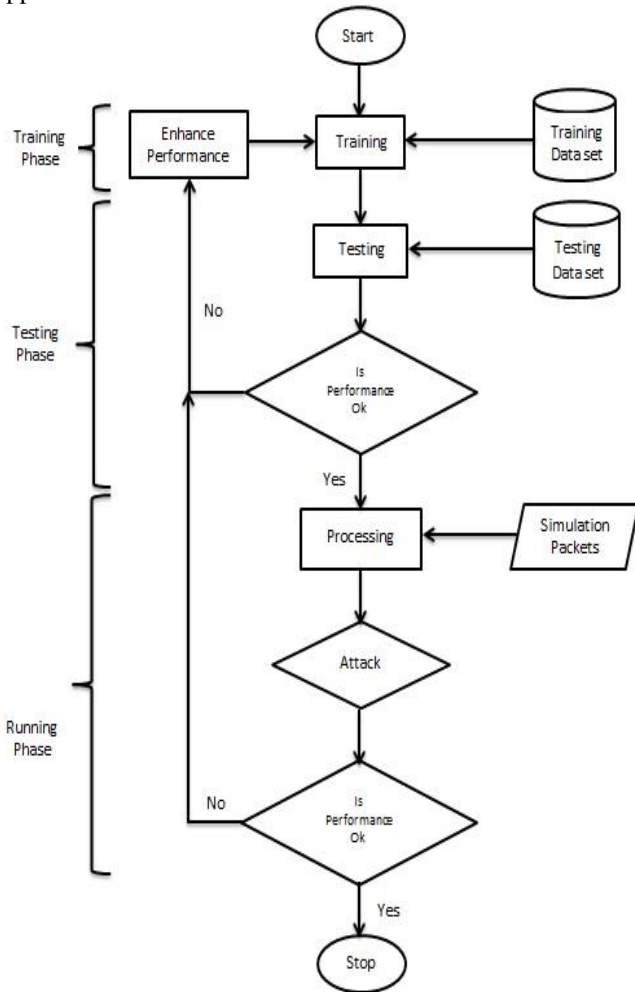 Start
Training
Phase
Enhance
Performance
Training
Training
Data set
Testing
Testing
Data set
Testing
Phase
No
Is
Performance
Ok
Yes
Processing
Simulation
Packets
Attack
Running
Phase
No
Is
Performance
Ok
Yes
Stop